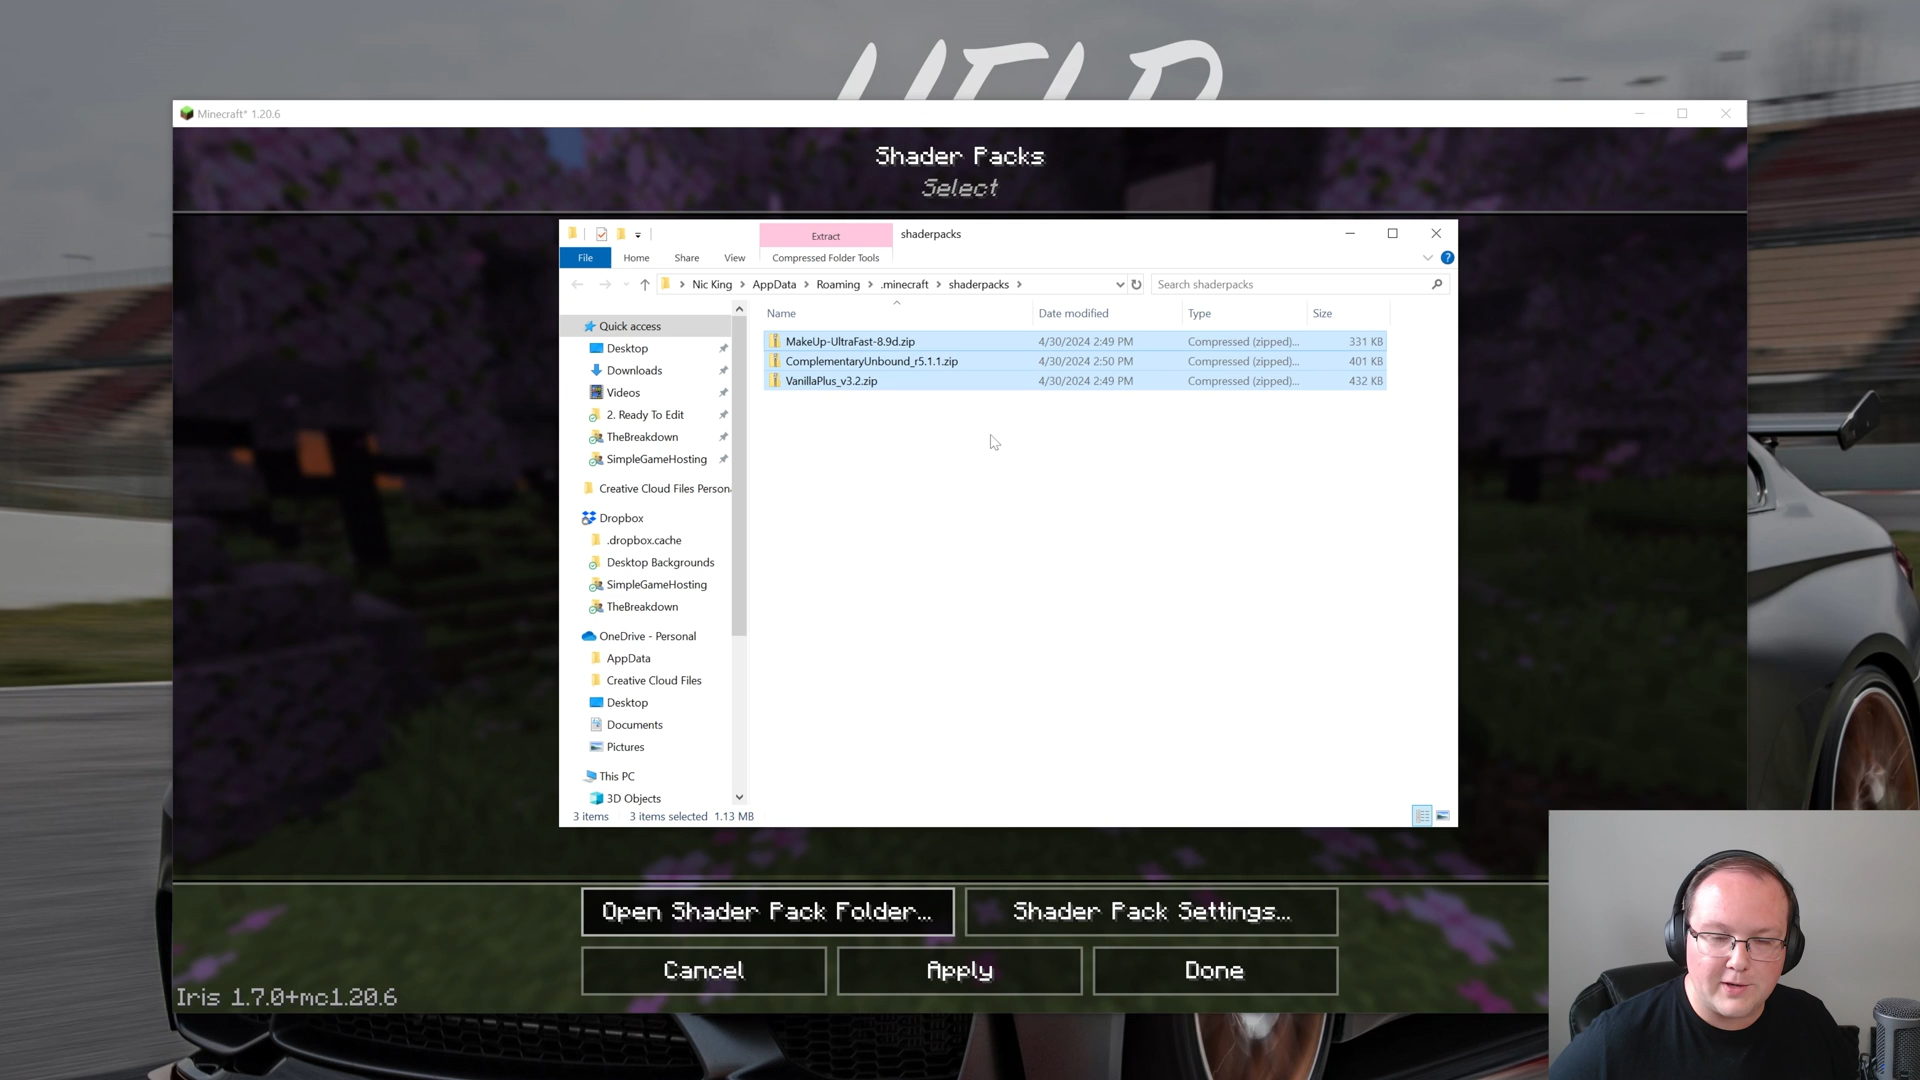 HELD
Minecraft* 1.20.6
Shader Packs
Select
Extract
shaderpacks
File
Home
Share
View
Compressed Folder Tools
Nic King
AppData
Roaming
.minecraft
shaderpacks
Search shaderpacks
Name
Date modified
Type
Size
MakeUp-UltraFast-8.9d.zip 4/30/2024 2:49 PM Compressed (zipped)... 331 KB
ComplementaryUnbound_r5.1.1.zip 4/30/2024 2:50 PM Compressed (zipped)... 401 KB
VanillaPlus_v3.2.zip 4/30/2024 2:49 PM Compressed (zipped)... 432 KB
Quick access
Desktop
Downloads
Videos
2. Ready To Edit
TheBreakdown
SimpleGameHosting
Creative Cloud Files Person
Dropbox
.dropbox.cache
Desktop Backgrounds
SimpleGameHosting
TheBreakdown
OneDrive - Personal
AppData
Creative Cloud Files
Desktop
Documents
Pictures
This PC
3D Objects
3 items
3 items selected 1.13 MB
Open Shader Pack Folder...
Shader Pack Settings...
Cancel
Apply
Done
Iris 1.7.0+mc1.20.6